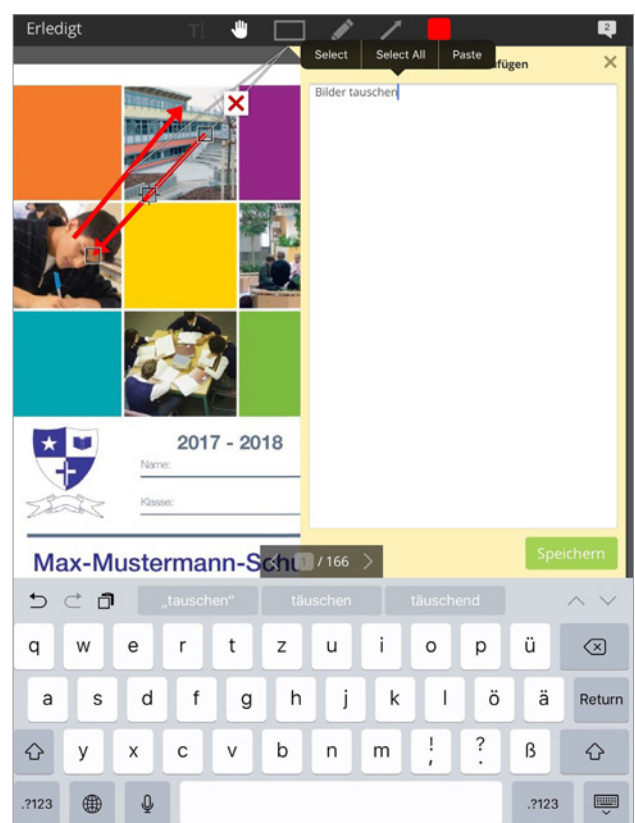 Erledigt
T
2
Select
Select All
Paste
fügen
Bilder tauschen
2017 - 2018
Name:
Klasse:
Max-Mustermann-Schu
1 / 166
Speichern
„tauschen“
täuschen
täuschend
q w e r t z u i o p ü
a s d f g h j k l ö ä Return
y x c v b n m ! , ? . ß
.?123
.?123